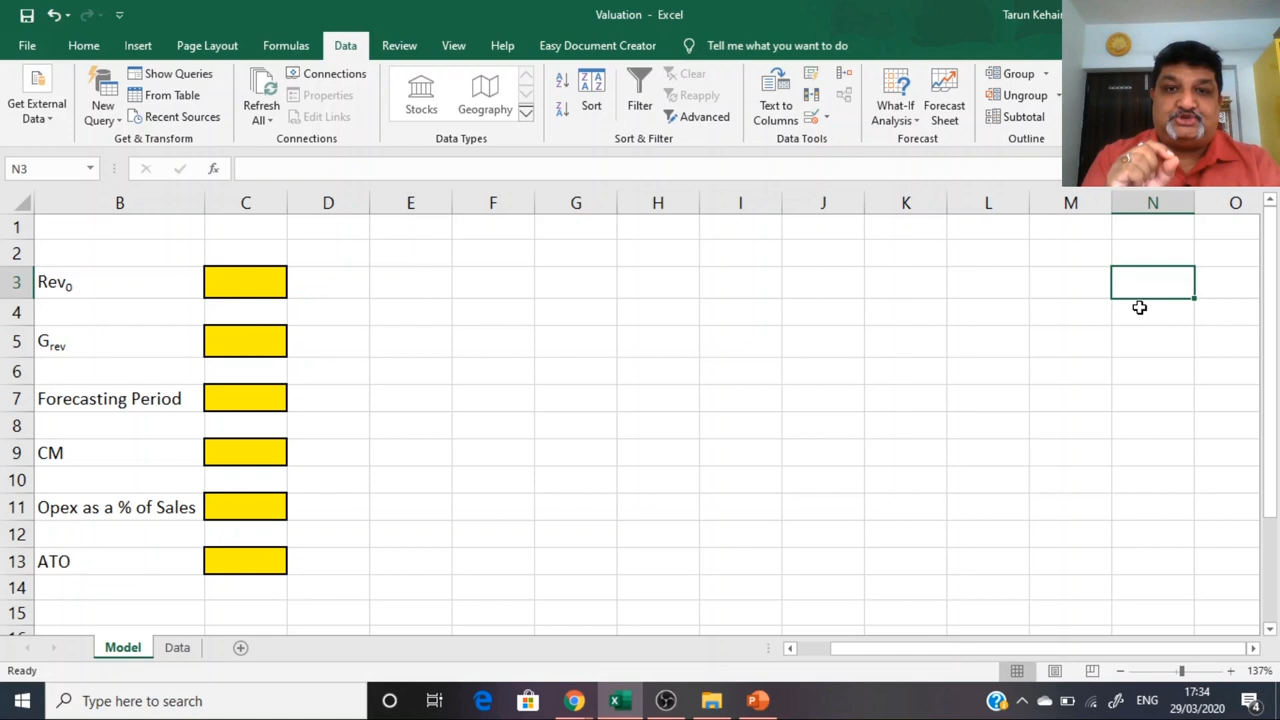 Valuation - Excel
Tarun Kehair
File Home Insert Page Layout Formulas Data Review View Help Easy Document Creator Tell me what you want to do
Get External Data
New Query
Show Queries
From Table
Recent Sources
Get & Transform
Refresh All
Connections
Properties
Edit Links
Connections
Stocks
Geography
Data Types
Sort
Filter
Clear
Reapply
Advanced
Sort & Filter
Text to Columns
Data Tools
What-If Analysis
Forecast Sheet
Forecast
Group
Ungroup
Subtotal
Outline
N3
fx
B C D E F G H I J K L M N O
1
2
3 Rev0
4
5 Grev
6
7 Forecasting Period
8
9 CM
10
11 Opex as a % of Sales
12
13 ATO
14
15
Model Data
Ready
137%
Type here to search
ENG
17:34
29/03/2020
4